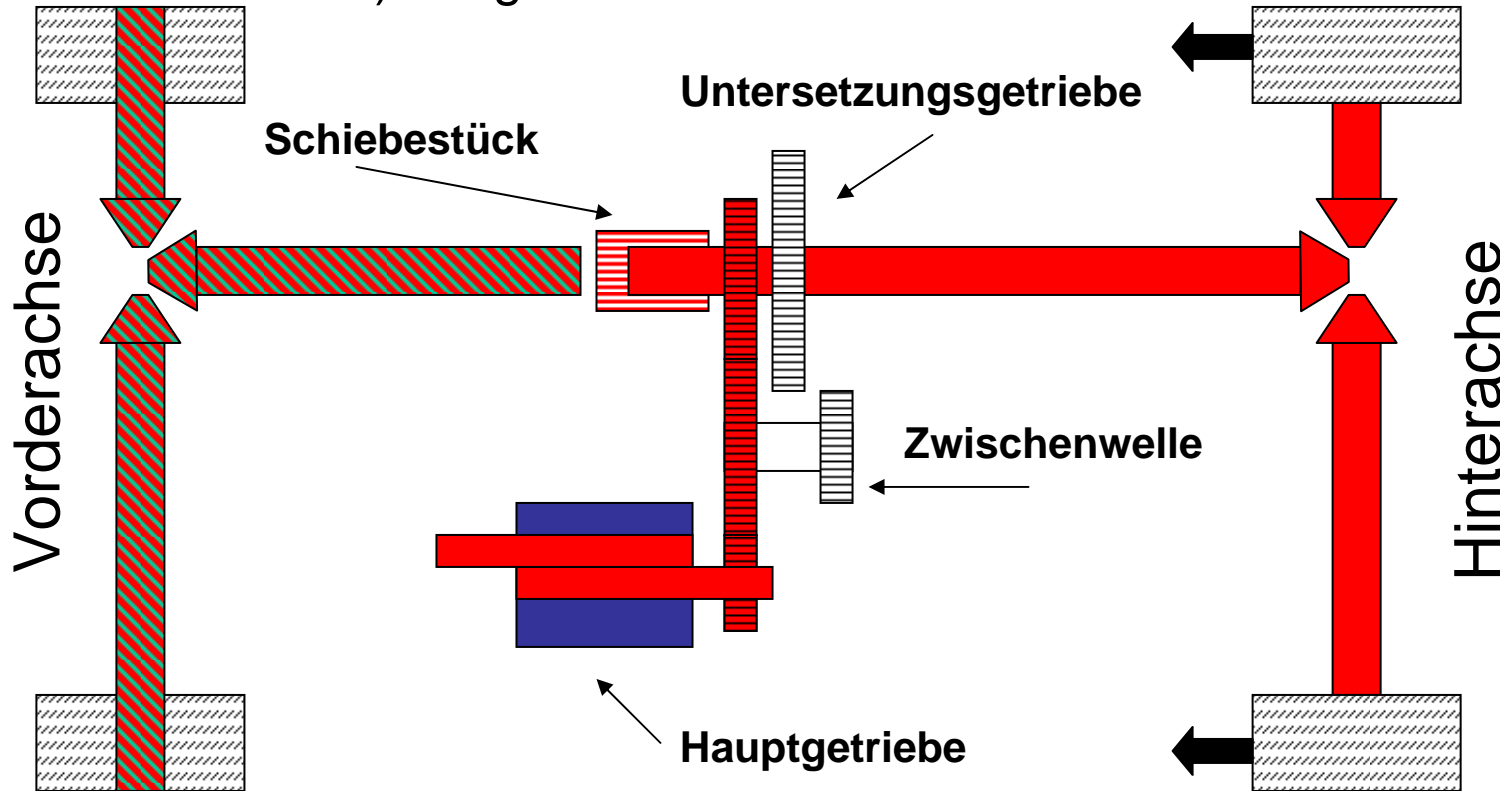 Untersetzungsgetriebe
Schiebestück
Vorderachse
Hinterachse
Zwischenwelle
Hauptgetriebe